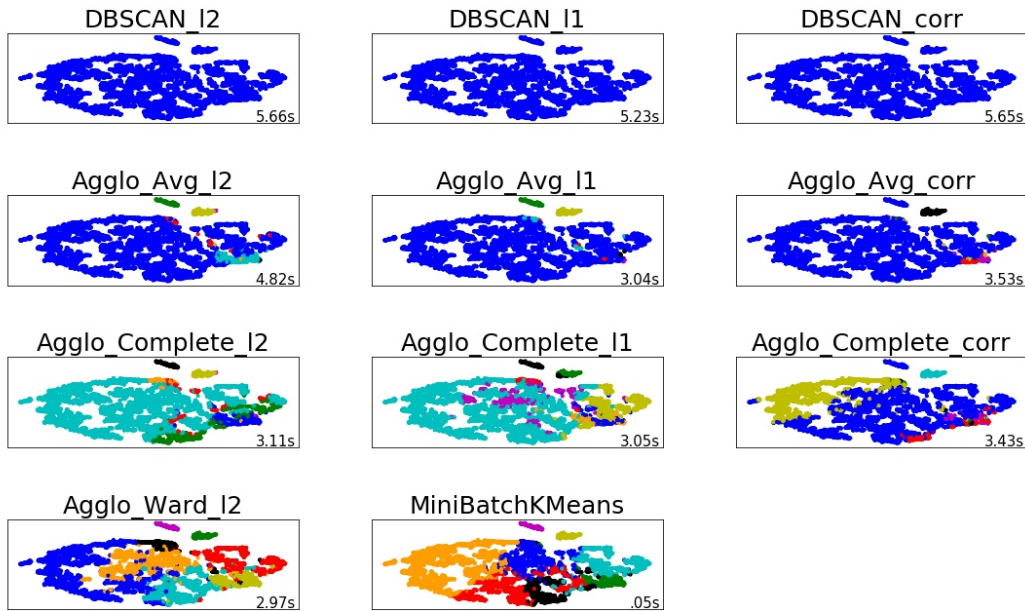 DBSCAN_l2
DBSCAN_l1
DBSCAN_corr
5.66s
5.23s
5.65s
Agglo_Avg_l2
Agglo_Avg_l1
Agglo_Avg_corr
4.82s
3.04s
3.53s
Agglo_Complete_l2
Agglo_Complete_l1
Agglo_Complete_corr
3.11s
3.05s
3.43s
Agglo_Ward_l2
MiniBatchKMeans
2.97s
.05s